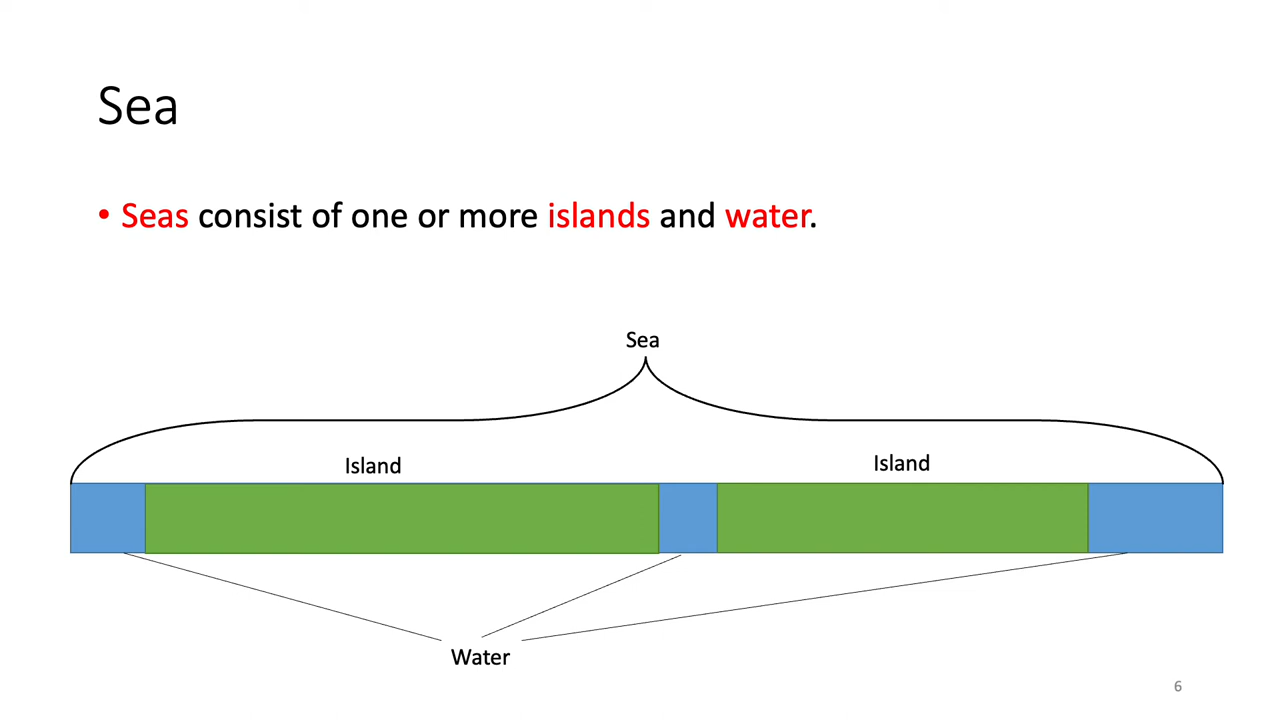 Sea
• Seas consist of one or more islands and water.
Sea
Island
Island
Water
6